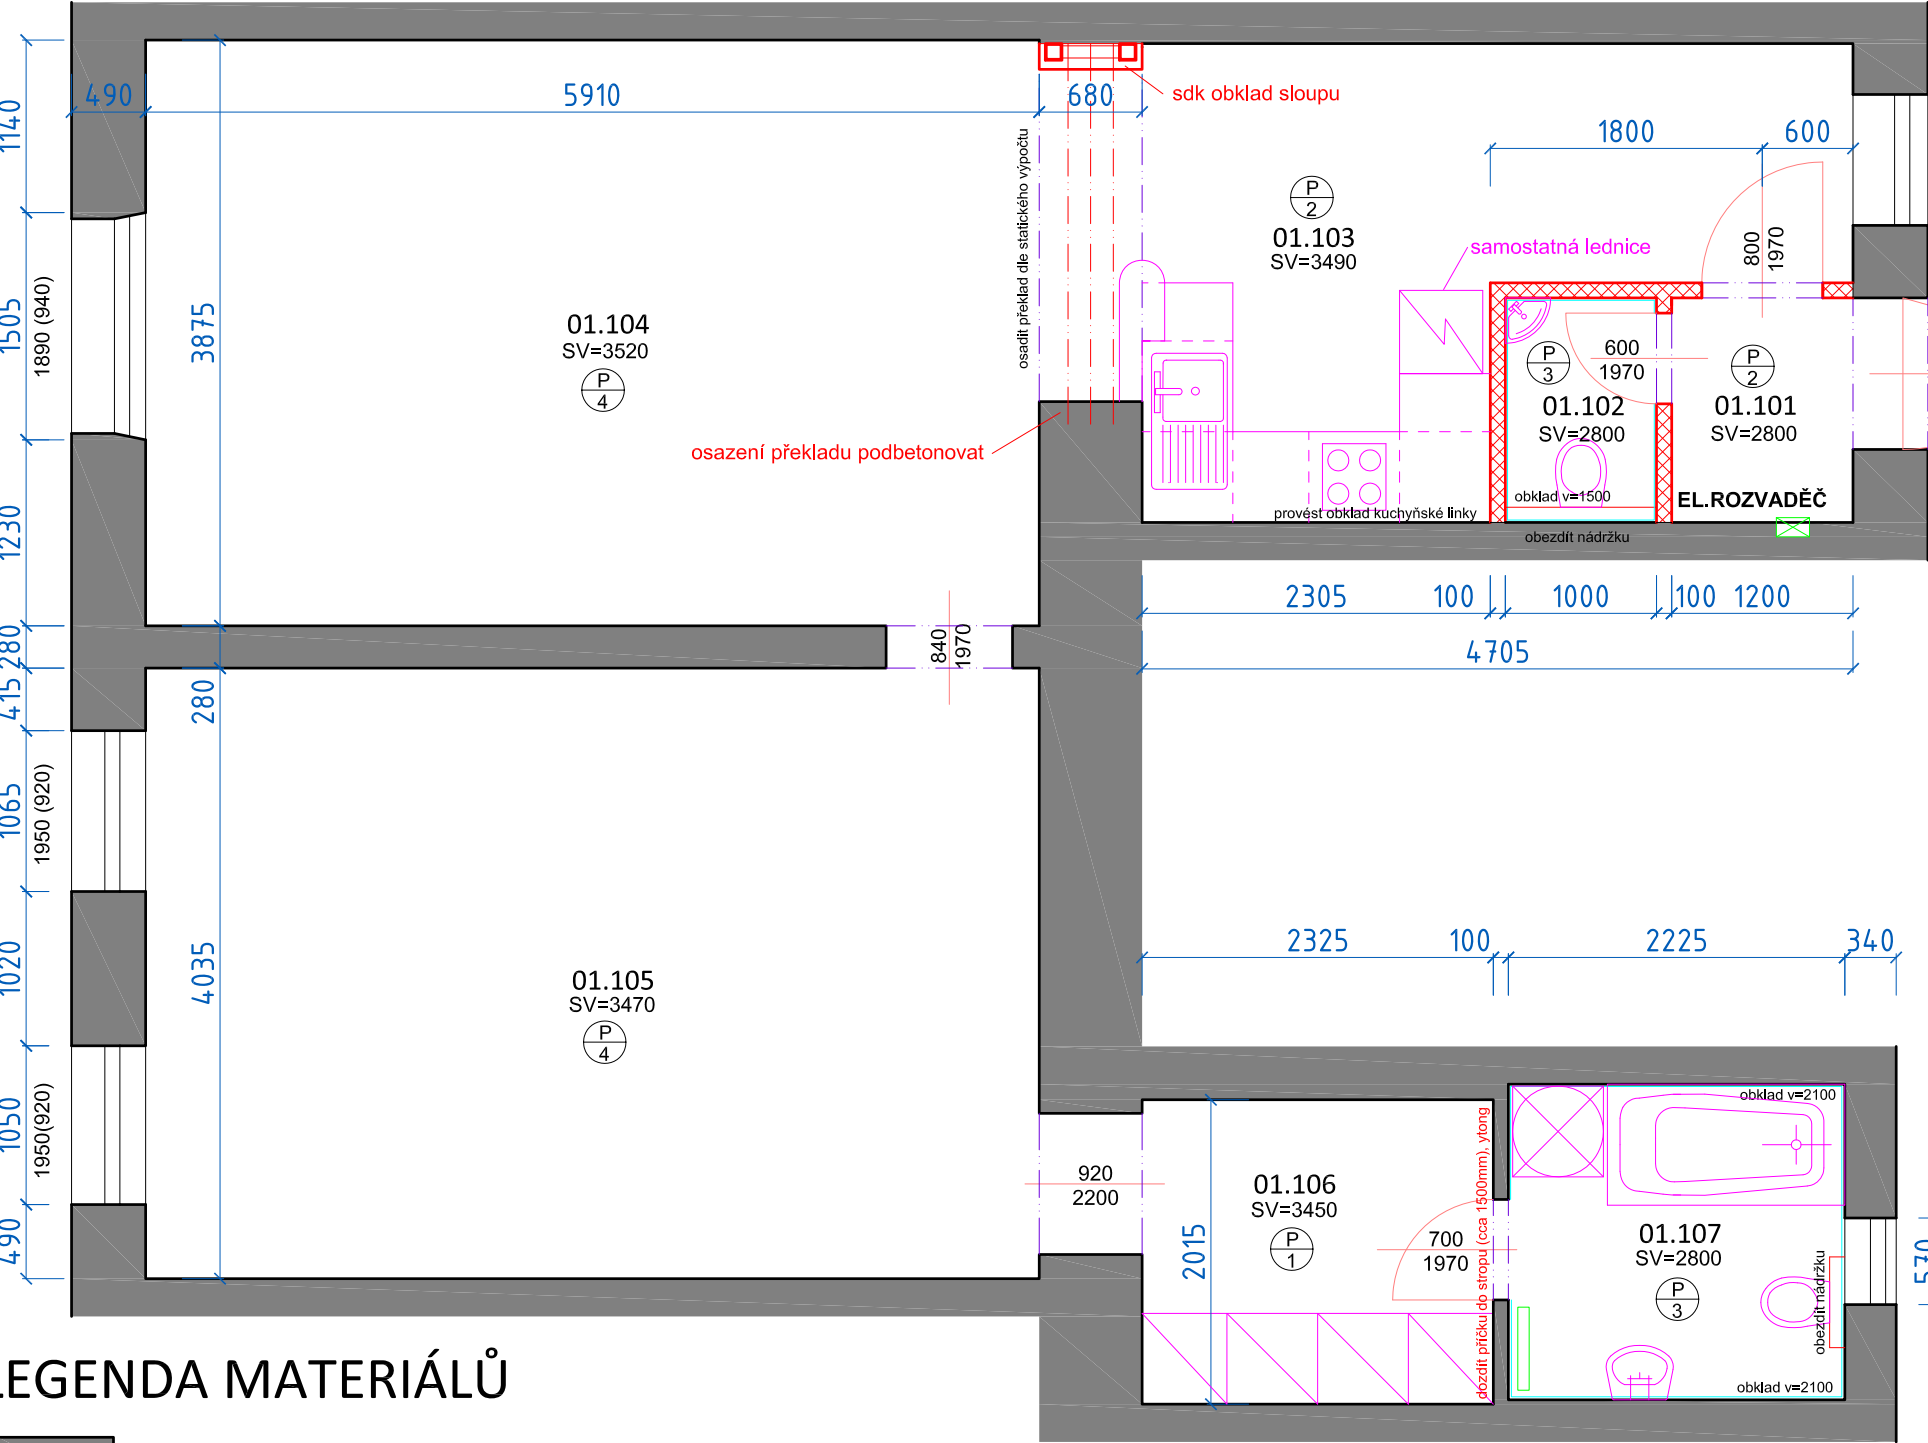 490
5910
680
sdk obklad sloupu
1800
600
1140
osadit překlad dle statického výpočtu
P
2
01.103
SV=3490
samostatná lednice
800
1970
1505
1890 (940)
3875
01.104
SV=3520
P
4
P
3
600
1970
P
2
01.102
SV=2800
01.101
SV=2800
osazení překladu podbetonovat
obklad v=1500
EL.ROZVADĚČ
provést obklad kuchyňské linky
obezdít nádržku
1230
2305
100
1000
100
1200
4705
280
840
1970
415
280
1065
1950 (920)
2325
100
2225
340
1020
4035
01.105
SV=3470
P
4
1050
1950(920)
obklad v=2100
dozdít příčku do stropu (cca 1500mm), ytong
920
2200
01.106
SV=3450
P
1
2015
700
1970
01.107
SV=2800
P
3
obezdít nádržku
570
490
obklad v=2100
LEGENDA MATERIÁLŮ